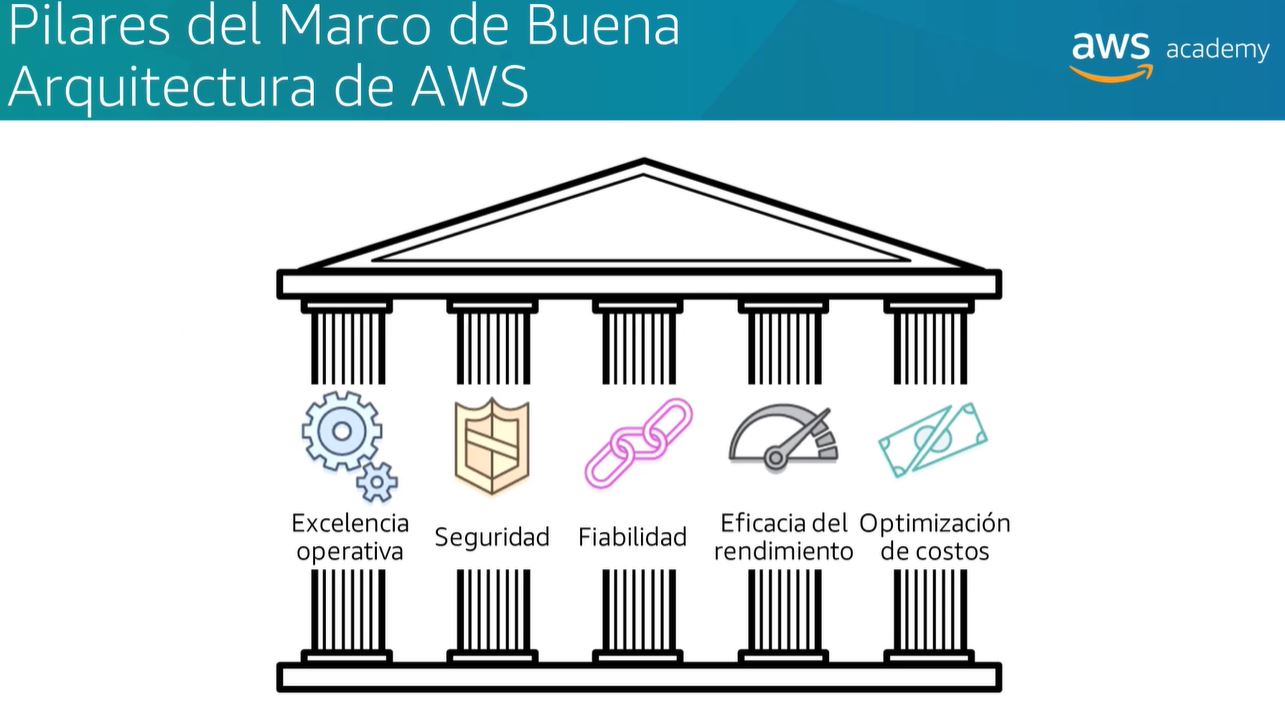 Pilares del Marco de Buena
Arquitectura de AWS
aws academy
Excelencia
operativa
Seguridad
Fiabilidad
Eficacia del
rendimiento
Optimización
de costos